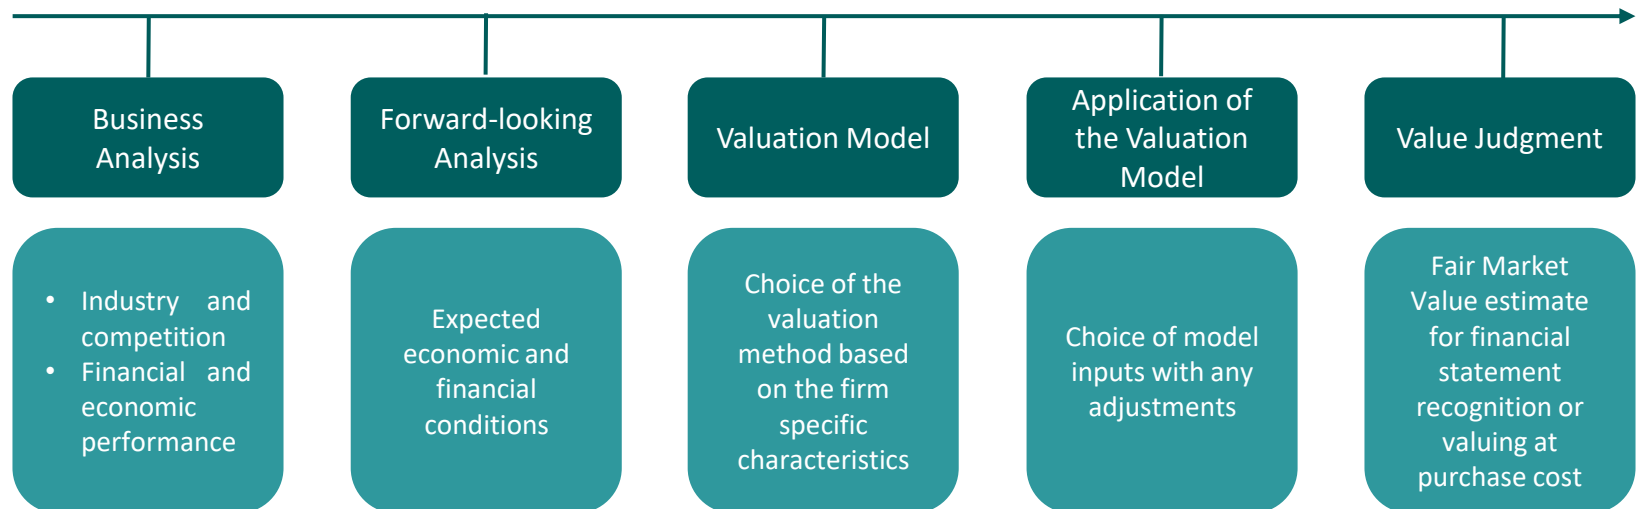 Business
Analysis
Forward-looking
Analysis
Valuation Model
Application of
the Valuation
Model
Value Judgment
• Industry and
competition
• Financial and
economic
performance
Expected
economic and
financial
conditions
Choice of the
valuation
method based
on the firm
specific
characteristics
Choice of model
inputs with any
adjustments
Fair Market
Value estimate
for financial
statement
recognition or
valuing at
purchase cost